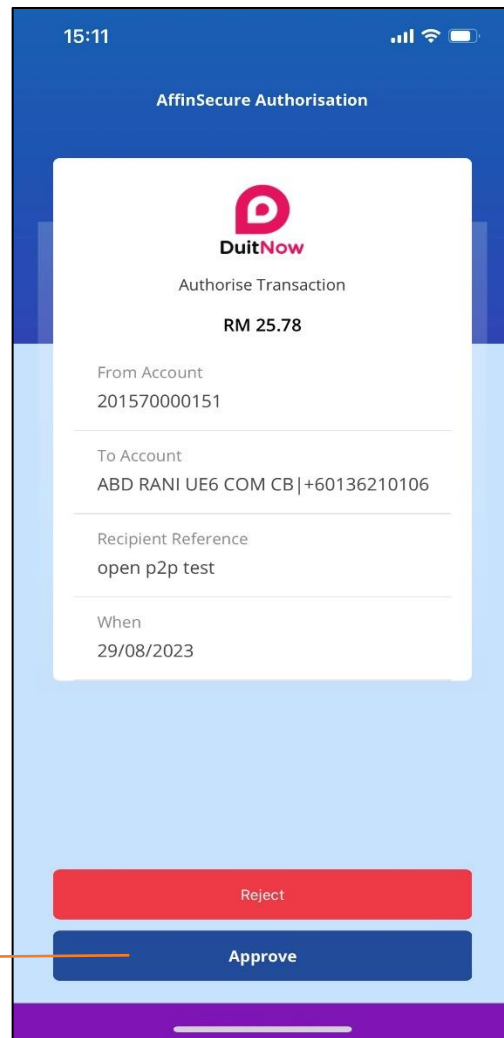 15:11
AffinSecure Authorisation
DuitNow
Authorise Transaction
RM 25.78
From Account
201570000151
To Account
ABD RANI UE6 COM CB|+60136210106
Recipient Reference
open p2p test
When
29/08/2023
Reject
Approve